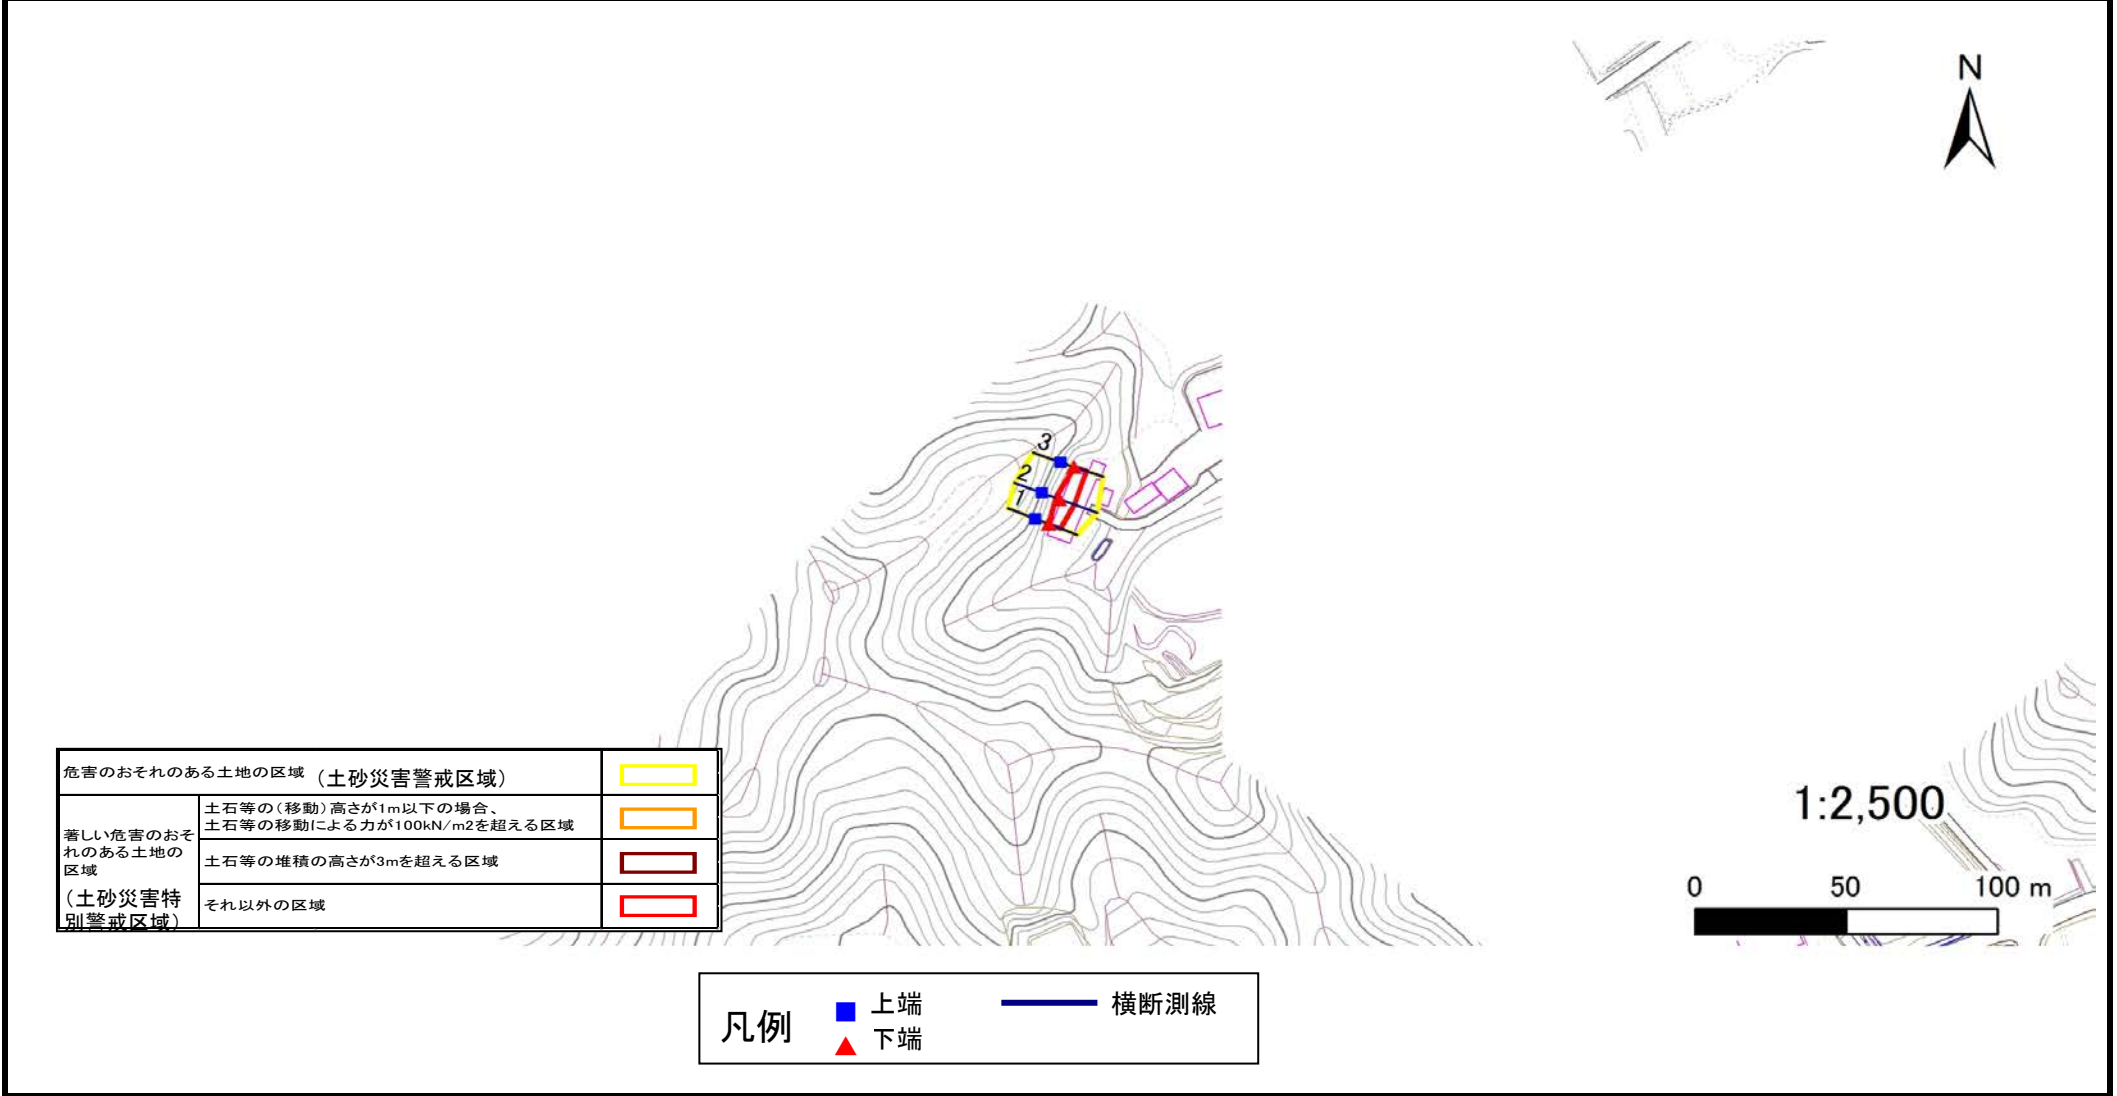 N
3
2
1
危害のおそれのある土地の区域 (土砂災害警戒区域)
著しい危害のおそ
れのある土地の
区域
(土砂災害特
別警戒区域)
土石等の(移動)高さが1m以下の場合、
土石等の移動による力が100kN/m2を超える区域
土石等の堆積の高さが3mを超える区域
それ以外の区域
1:2,500
0 50 100 m
凡例
上端
下端
横断測線